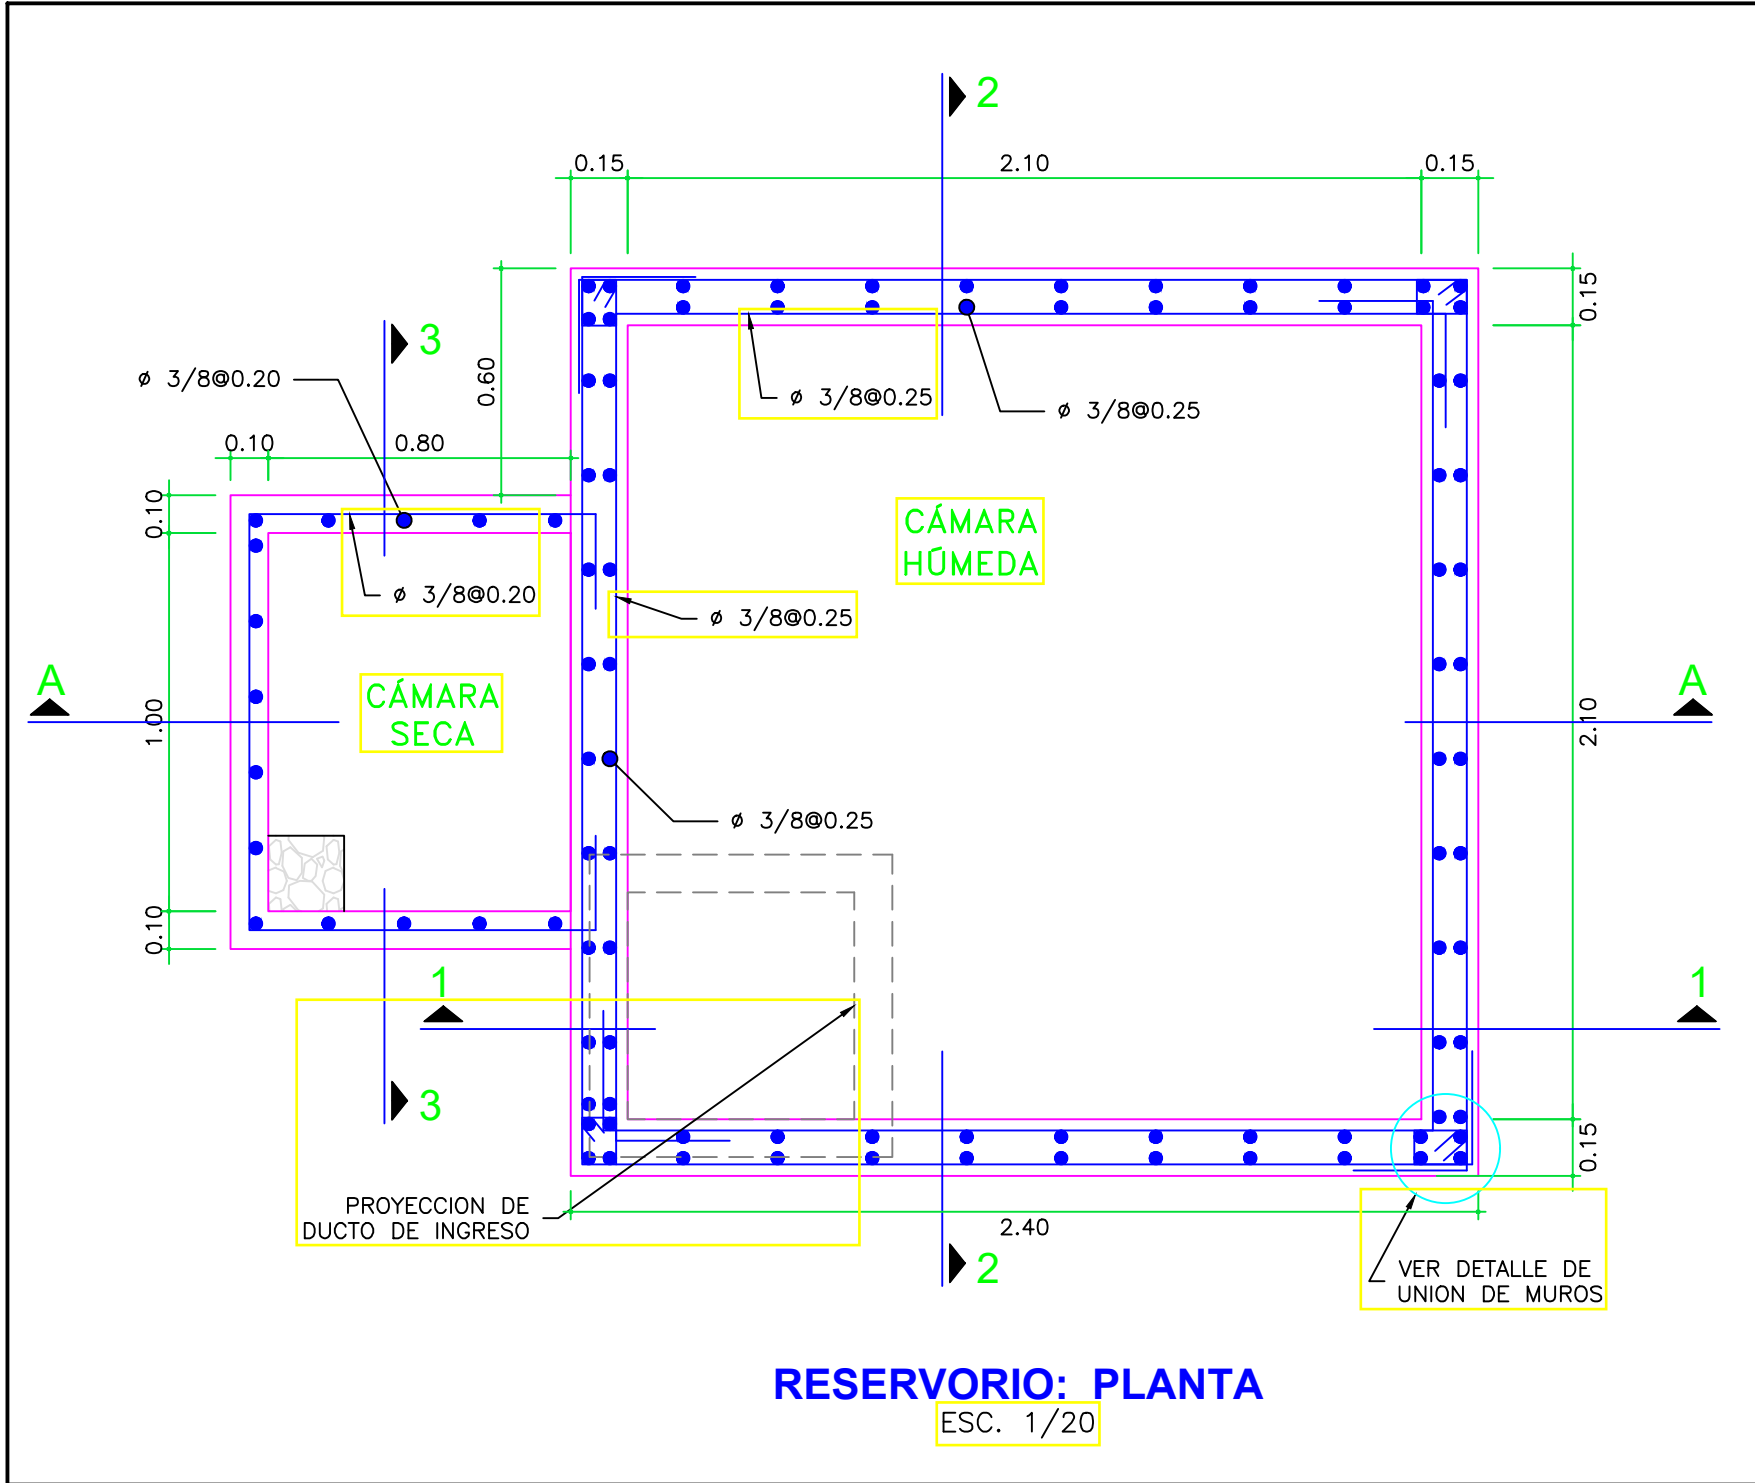 2
0.15
2.10
0.15
0.15
3
0.60
ø 3/8@0.20
ø 3/8@0.25
ø 3/8@0.25
0.10
0.80
0.10
CÁMARA
HÚMEDA
ø 3/8@0.20
ø 3/8@0.25
A
CÁMARA
SECA
A
1.00
2.10
ø 3/8@0.25
0.10
1
1
3
0.15
PROYECCION DE
DUCTO DE INGRESO
2.40
2
VER DETALLE DE
UNION DE MUROS
RESERVORIO: PLANTA
ESC. 1/20